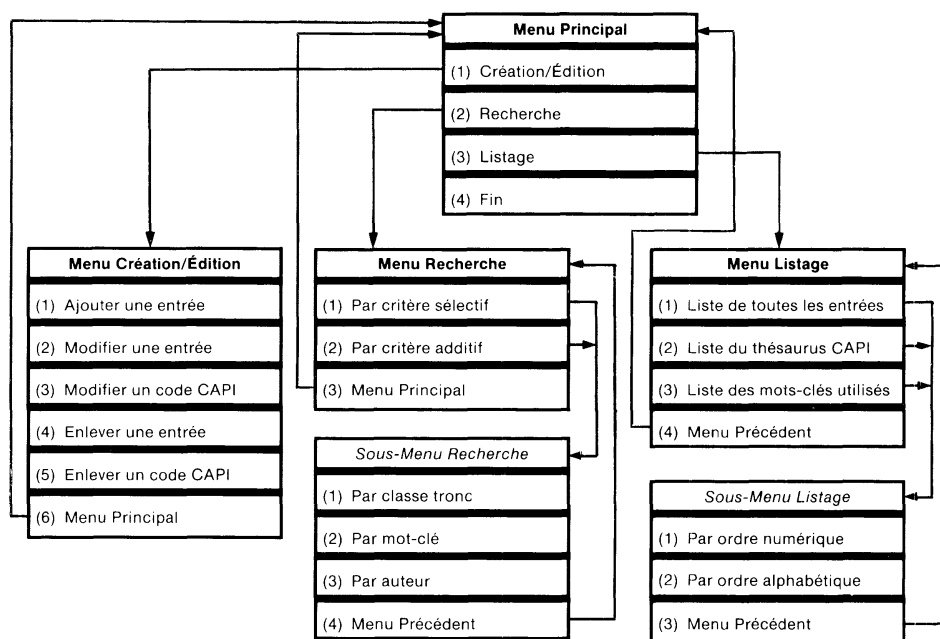 Menu Principal
(1) Création/Édition
(2) Recherche
(3) Listage
(4) Fin
Menu Création/Édition
(1) Ajouter une entrée
(2) Modifier une entrée
(3) Modifier un code CAPI
(4) Enlever une entrée
(5) Enlever un code CAPI
(6) Menu Principal
Menu Recherche
(1) Par critère sélectif
(2) Par critère additif
(3) Menu Principal
Sous-Menu Recherche
(1) Par classe tronc
(2) Par mot-clé
(3) Par auteur
(4) Menu Précédent
Menu Listage
(1) Liste de toutes les entrées
(2) Liste du thésaurus CAPI
(3) Liste des mots-clés utilisés
(4) Menu Précédent
Sous-Menu Listage
(1) Par ordre numérique
(2) Par ordre alphabétique
(3) Menu Précédent